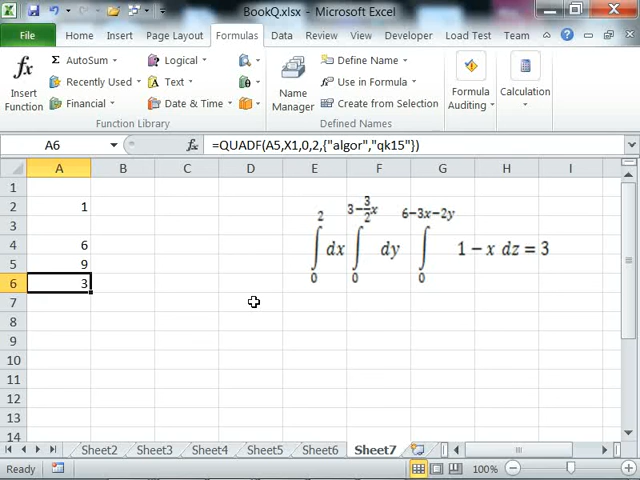 BookQ.xlsx - Microsoft Excel
File Home Insert Page Layout Formulas Data Review View Developer Load Test Team
fx Insert Function
Σ AutoSum
Recently Used
Financial
Logical
Text
Date & Time
Function Library
Name Manager
Define Name
Use in Formula
Create from Selection
Defined Names
Formula Auditing
Calculation
A6 fx =QUADF(A5,X1,0,2,{"algor","qk15"})
A B C D E F G H I
1
2 1
3
4 6
5 9
6 3
7
8
9
10
11
12
13
14
2 3−3/2x 6−3x−2y
∫ dx ∫ dy ∫ 1 − x dz = 3
0 0 0
Sheet2 Sheet3 Sheet4 Sheet5 Sheet6 Sheet7
Ready 100%